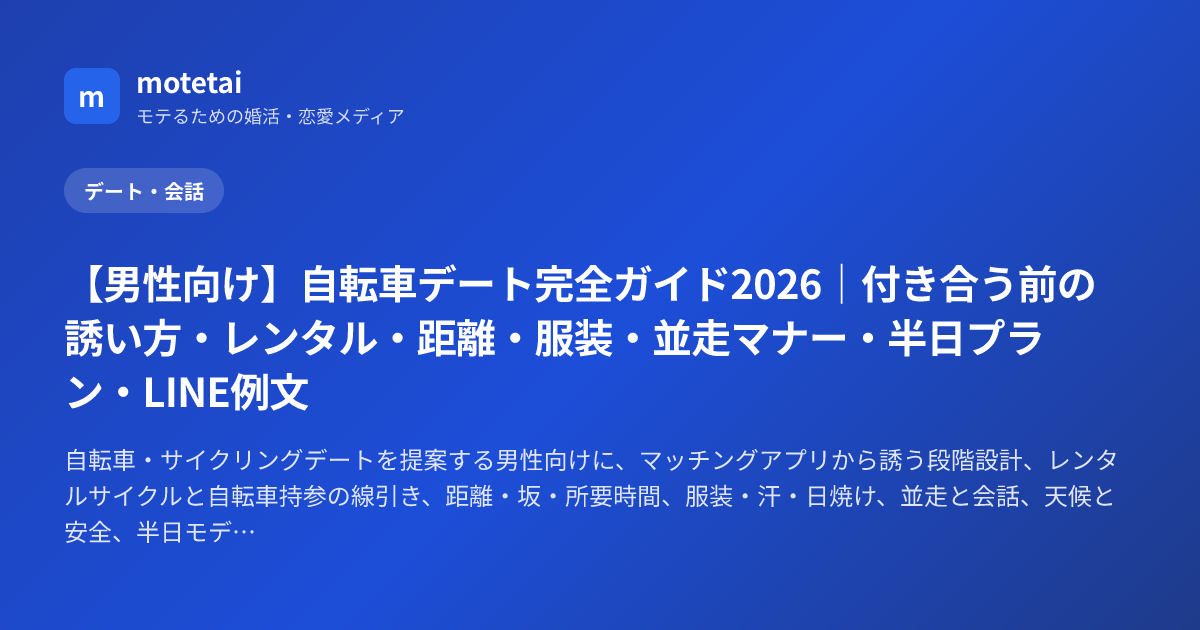 m
motetai
モテるための婚活・恋愛メディア
デート・会話
【男性向け】自転車デート完全ガイド2026｜付き合う前の
誘い方・レンタル・距離・服装・並走マナー・半日プラ
ン・LINE例文
自転車・サイクリングデートを提案する男性向けに、マッチングアプリから誘う段階設計、レンタ
ルサイクルと自転車持参の線引き、距離・坂・所要時間、服装・汗・日焼け、並走と会話、天候と
安全、半日モデ…